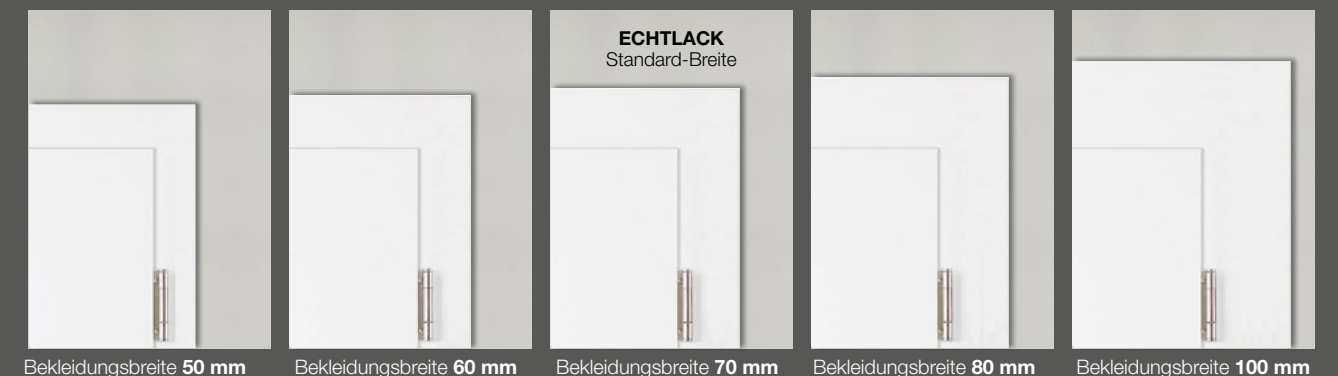 ECHTLACK
Standard-Breite
Bekleidungsbreite 50 mm
Bekleidungsbreite 60 mm
Bekleidungsbreite 70 mm
Bekleidungsbreite 80 mm
Bekleidungsbreite 100 mm